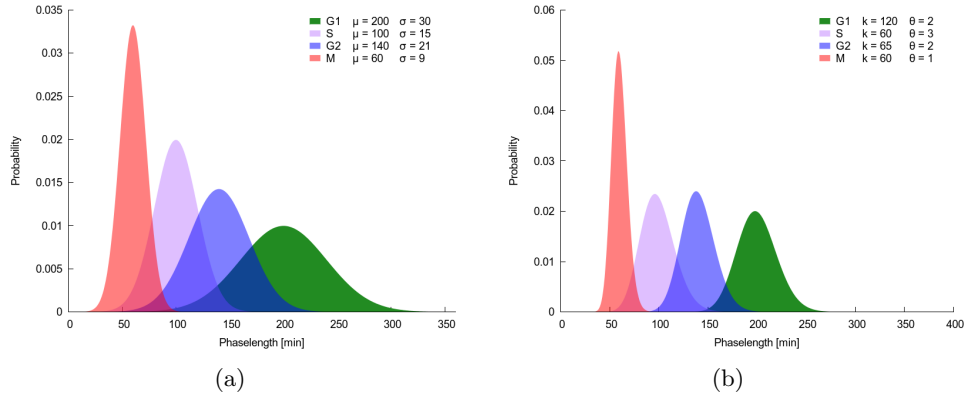 0.035
0.03
0.025
0.02
0.015
0.01
0.005
0
Probability
G1 μ = 200 σ = 30
S μ = 100 σ = 15
G2 μ = 140 σ = 21
M μ = 60 σ = 9
0 50 100 150 200 250 300 350
Phaselength [min]
(a)
0.06
0.05
0.04
0.03
0.02
0.01
0
Probability
G1 k = 120 θ = 2
S k = 60 θ = 3
G2 k = 65 θ = 2
M k = 60 θ = 1
0 50 100 150 200 250 300 350 400
Phaselength [min]
(b)